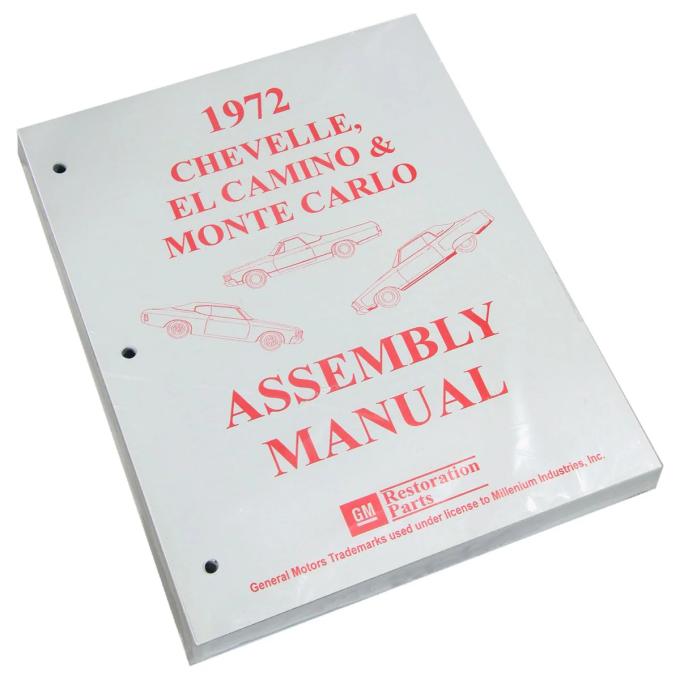 1972
CHEVELLE,
EL CAMINO &
MONTE CARLO
ASSEMBLY
MANUAL
GM
Restoration
Parts
General Motors Trademarks used under license to Millenium Industries, Inc.